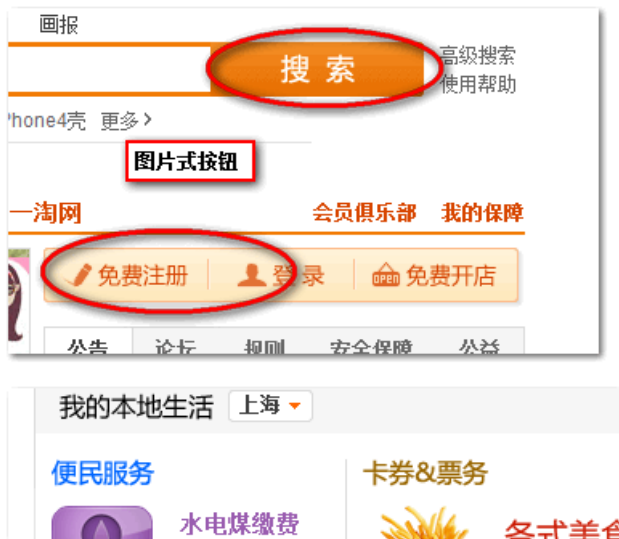 画报
搜 索
高级搜索
使用帮助
Phone4壳 更多
图片式按钮
一淘网 会员俱乐部 我的保障
免费注册 登录 OPEN 免费开店
公告 论坛 规则 安全保障 公益
我的本地生活 上海
便民服务 卡券&票务
水电煤缴费 各式美食